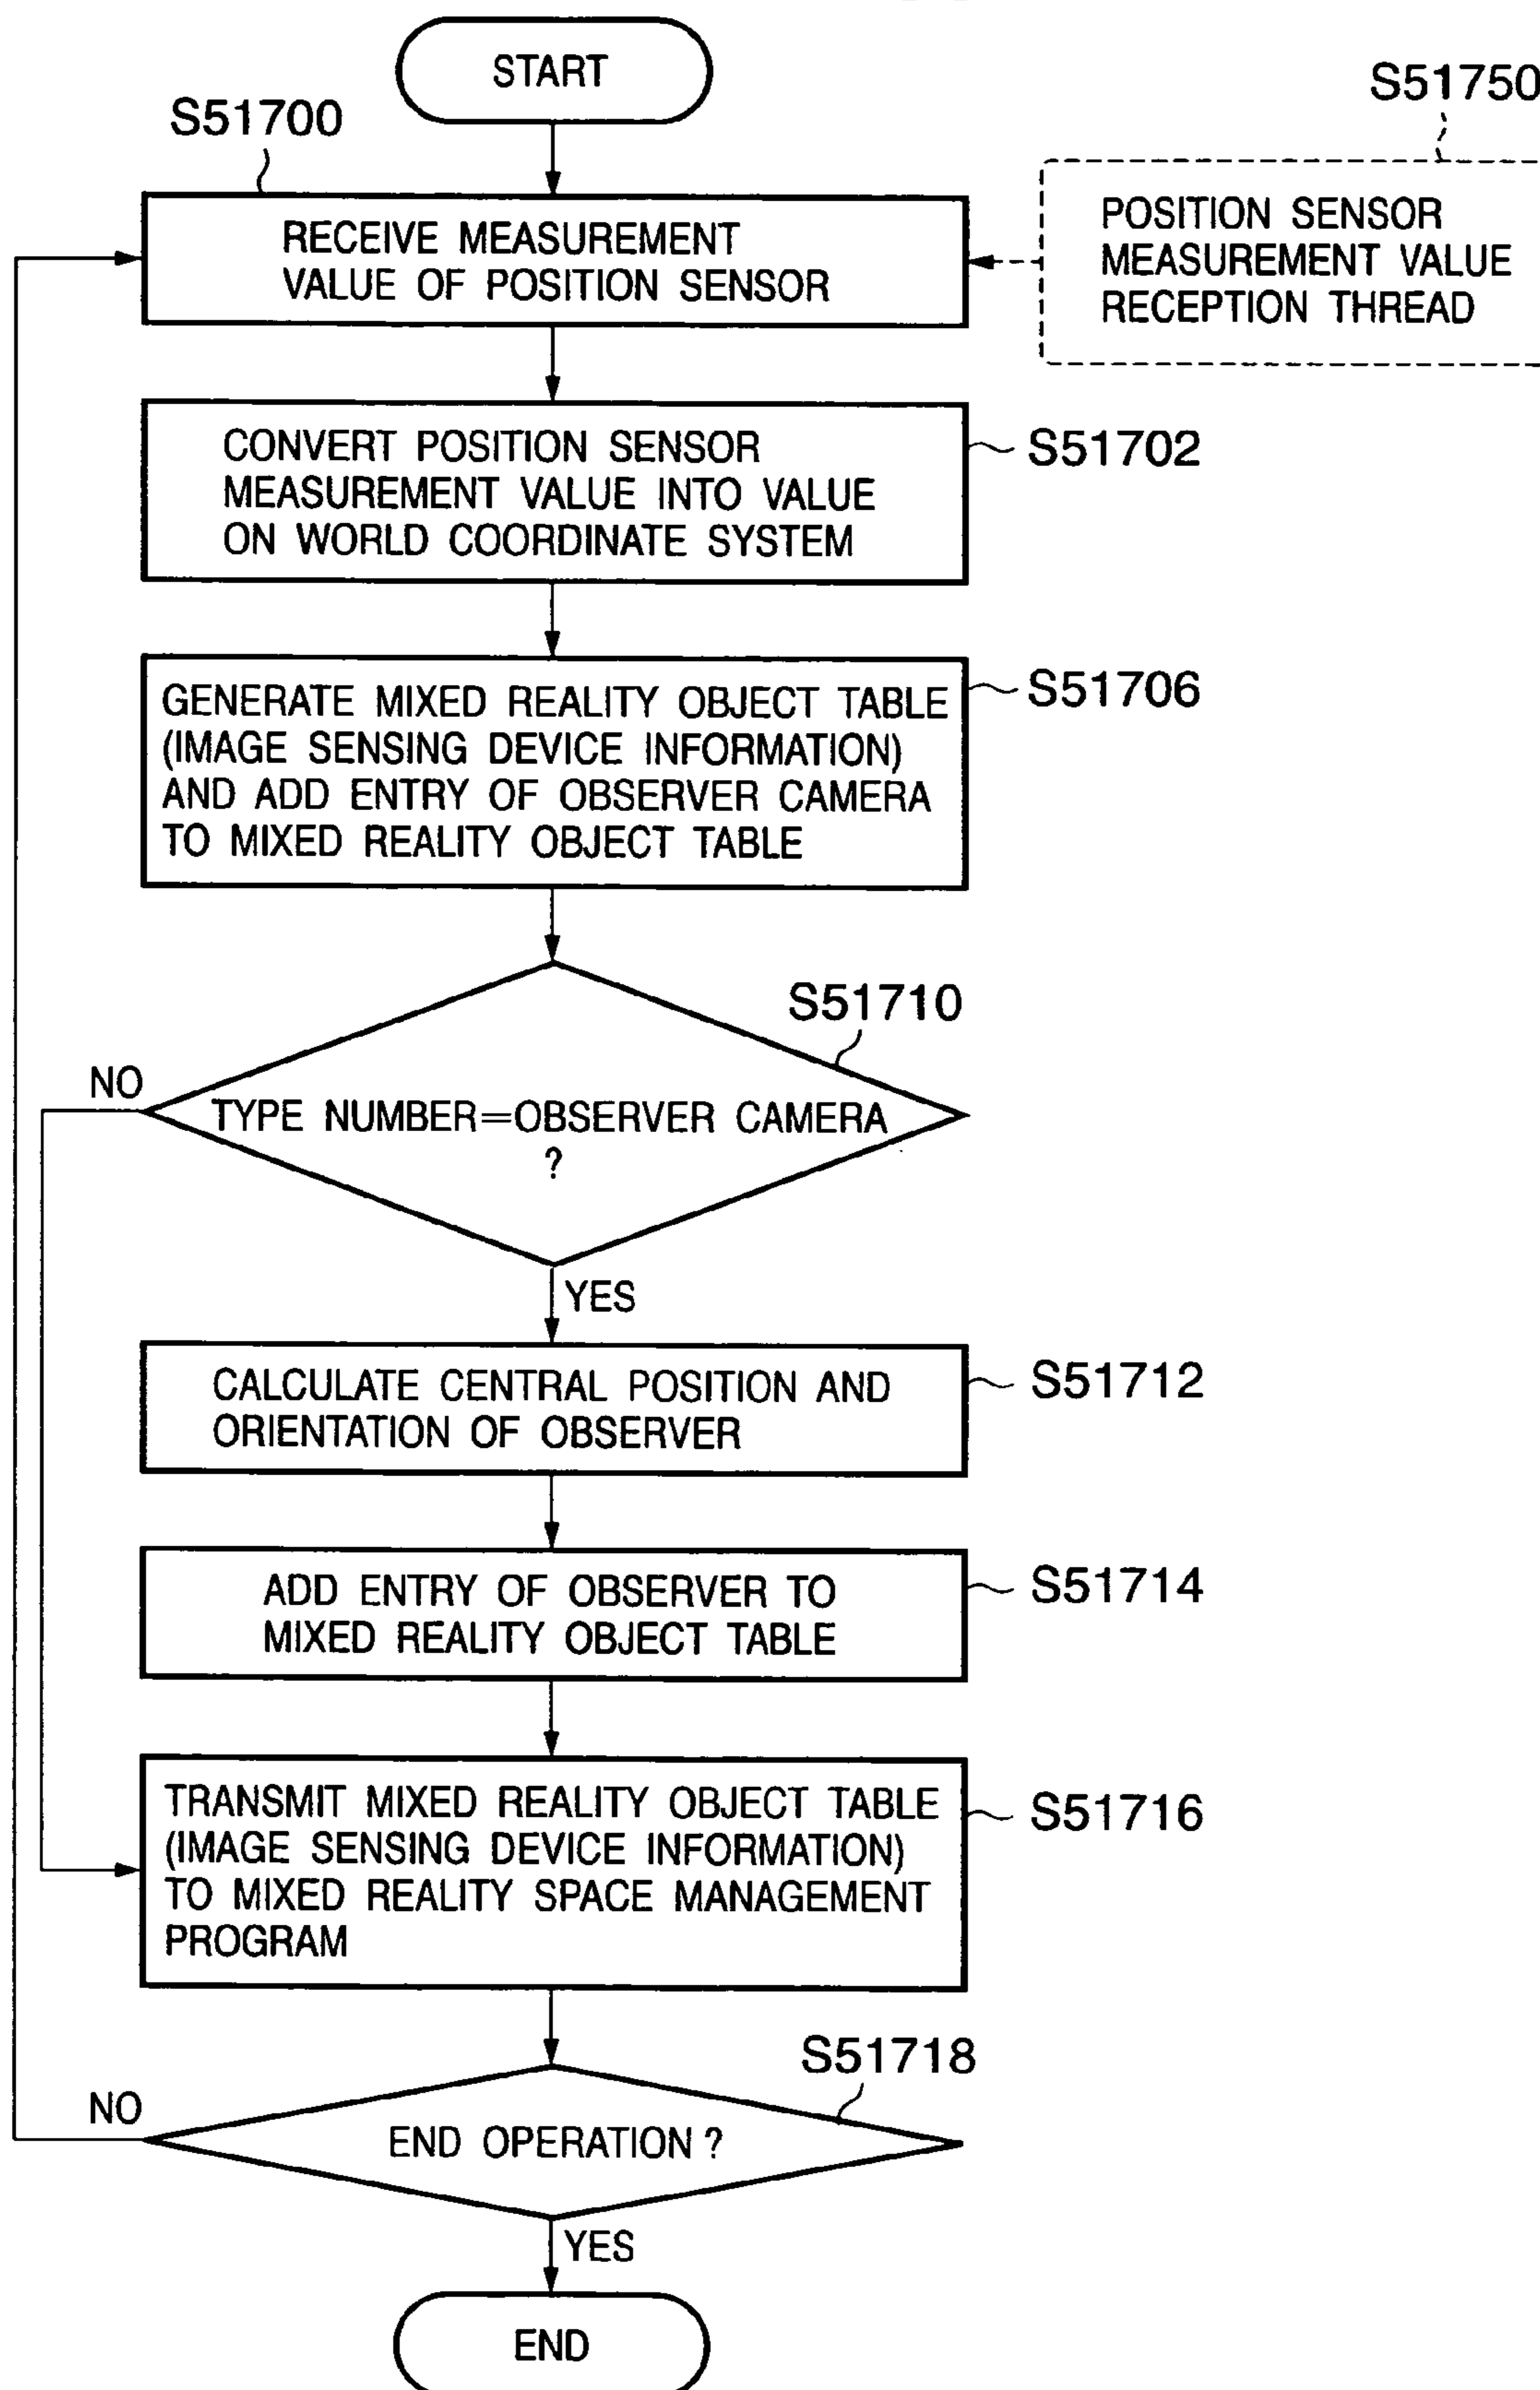 START
S51700
S51750
RECEIVE MEASUREMENT
VALUE OF POSITION SENSOR
POSITION SENSOR
MEASUREMENT VALUE
RECEPTION THREAD
CONVERT POSITION SENSOR
MEASUREMENT VALUE INTO VALUE
ON WORLD COORDINATE SYSTEM
S51702
GENERATE MIXED REALITY OBJECT TABLE
(IMAGE SENSING DEVICE INFORMATION)
AND ADD ENTRY OF OBSERVER CAMERA
TO MIXED REALITY OBJECT TABLE
S51706
S51710
NO
TYPE NUMBER=OBSERVER CAMERA
?
YES
CALCULATE CENTRAL POSITION AND
ORIENTATION OF OBSERVER
S51712
ADD ENTRY OF OBSERVER TO
MIXED REALITY OBJECT TABLE
S51714
TRANSMIT MIXED REALITY OBJECT TABLE
(IMAGE SENSING DEVICE INFORMATION)
TO MIXED REALITY SPACE MANAGEMENT
PROGRAM
S51716
S51718
NO
END OPERATION ?
YES
END